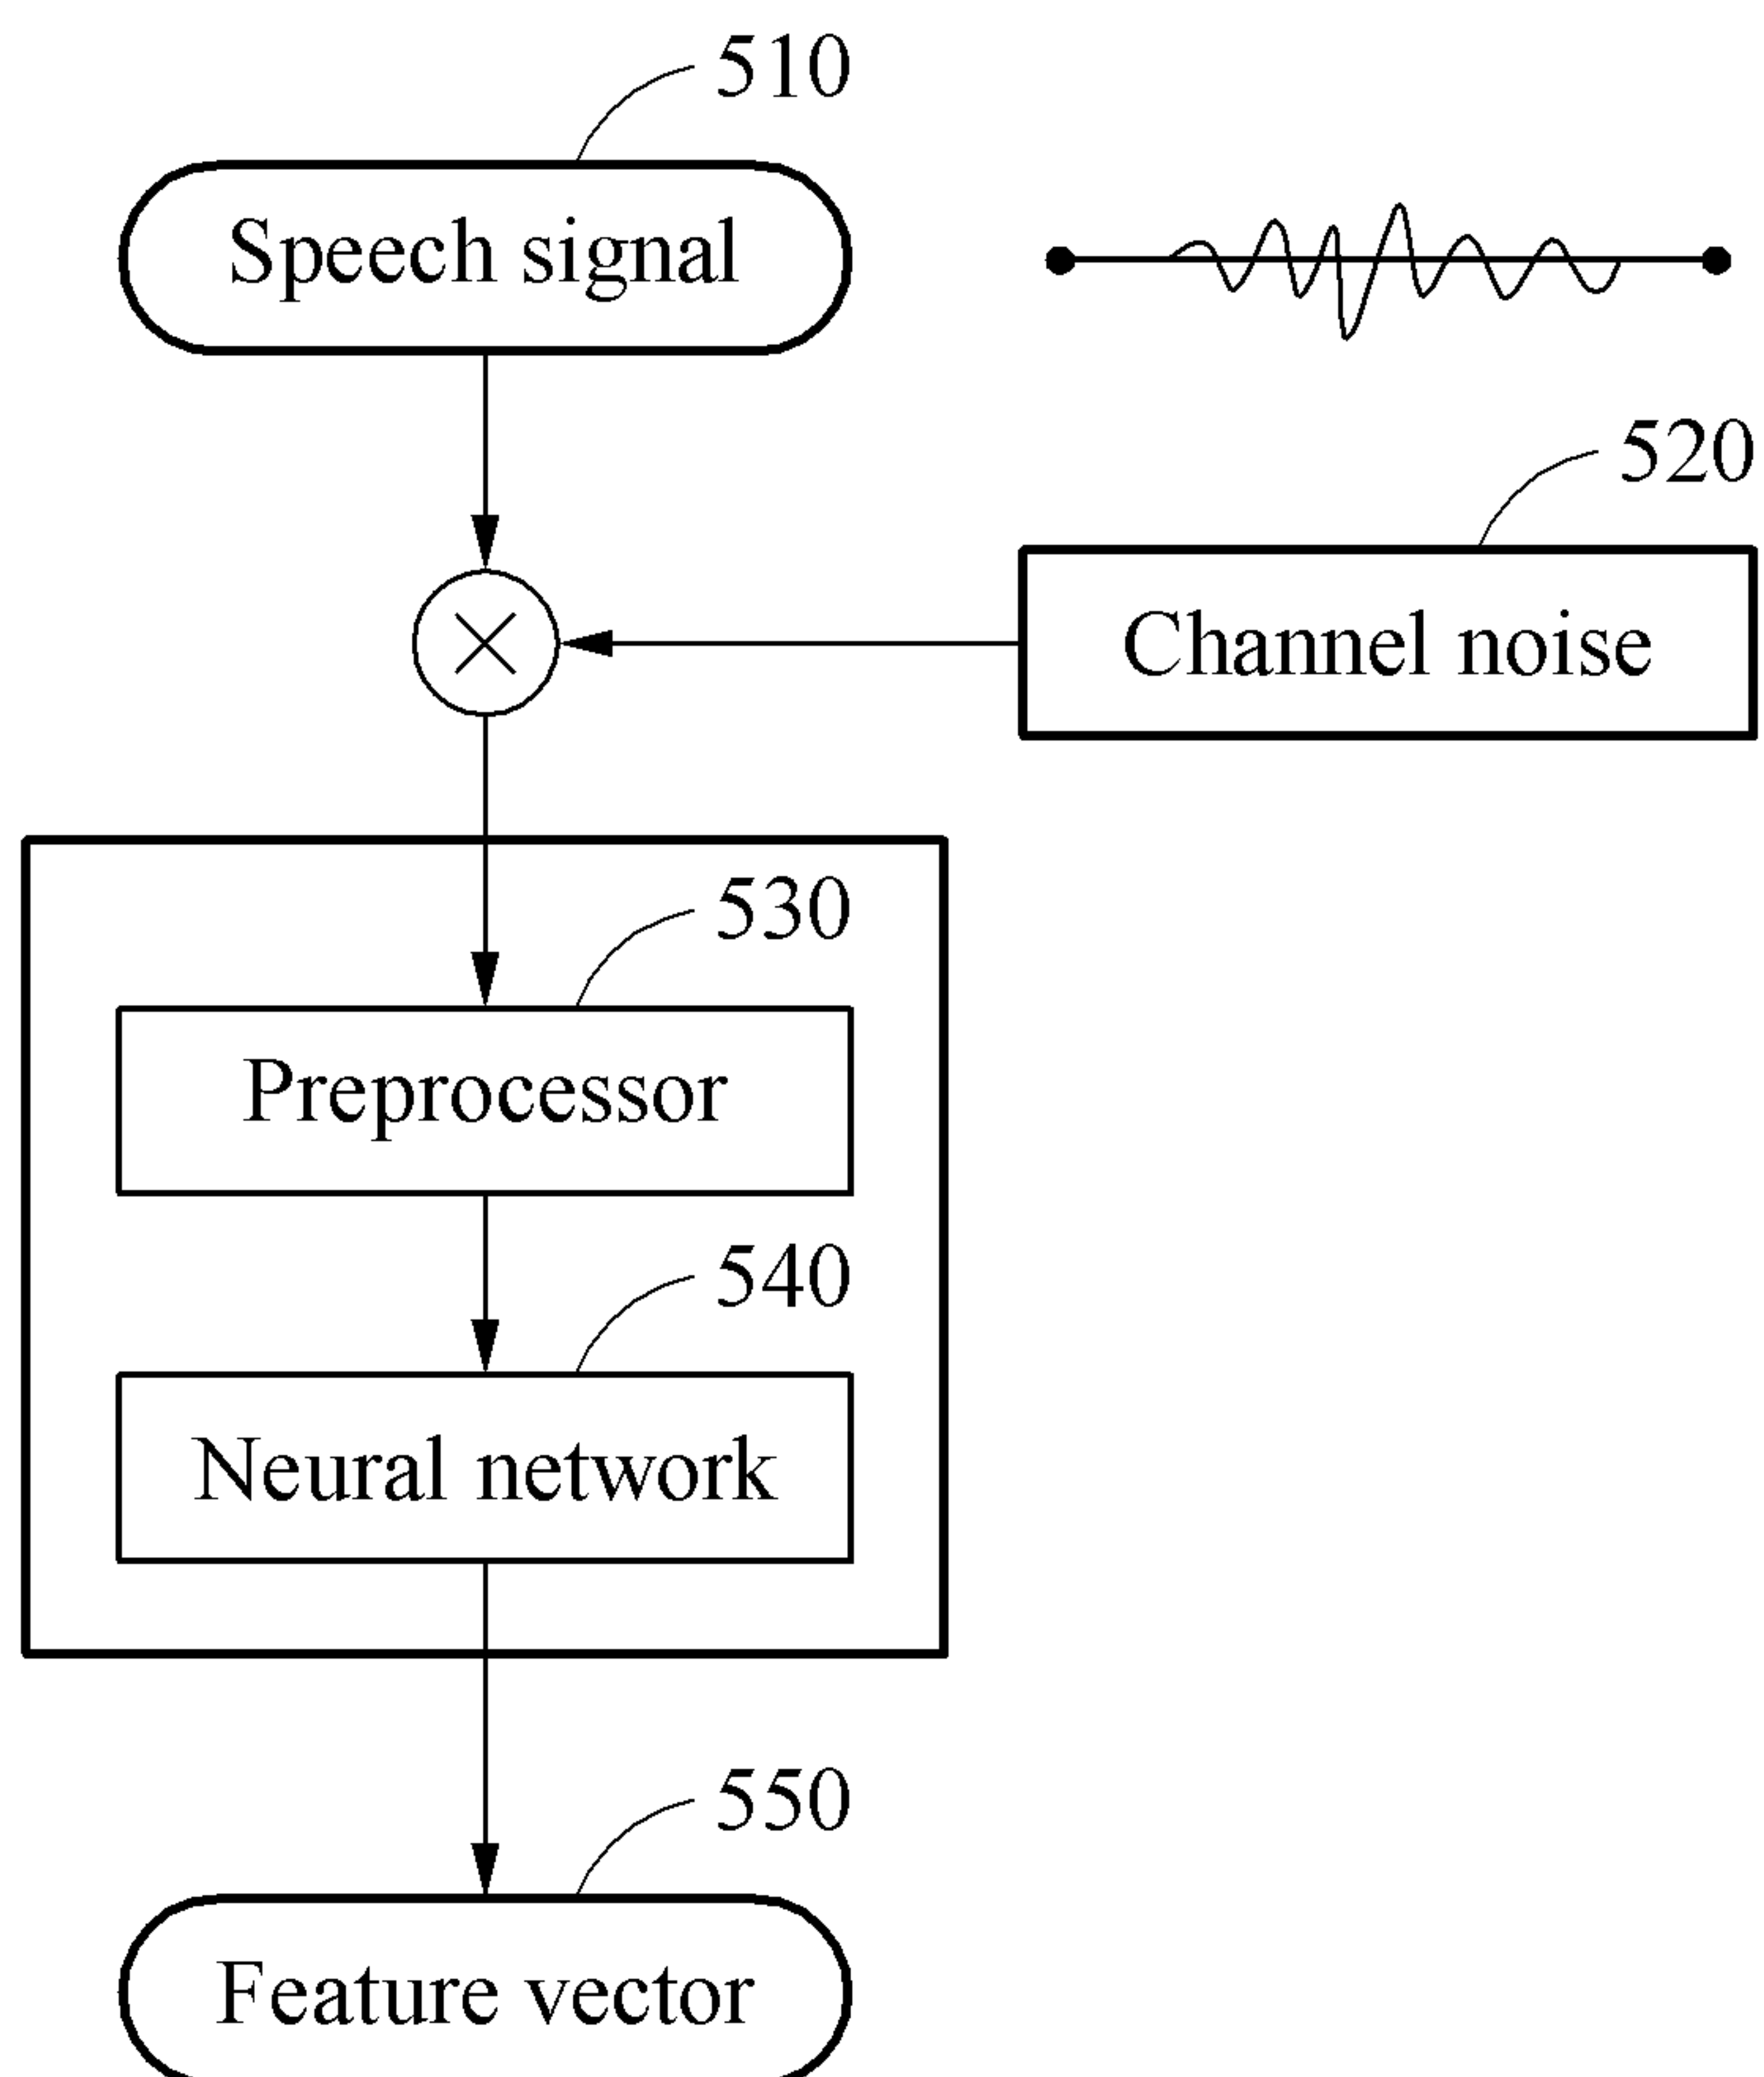 510
Speech signal
520
Channel noise
530
Preprocessor
540
Neural network
550
Feature vector